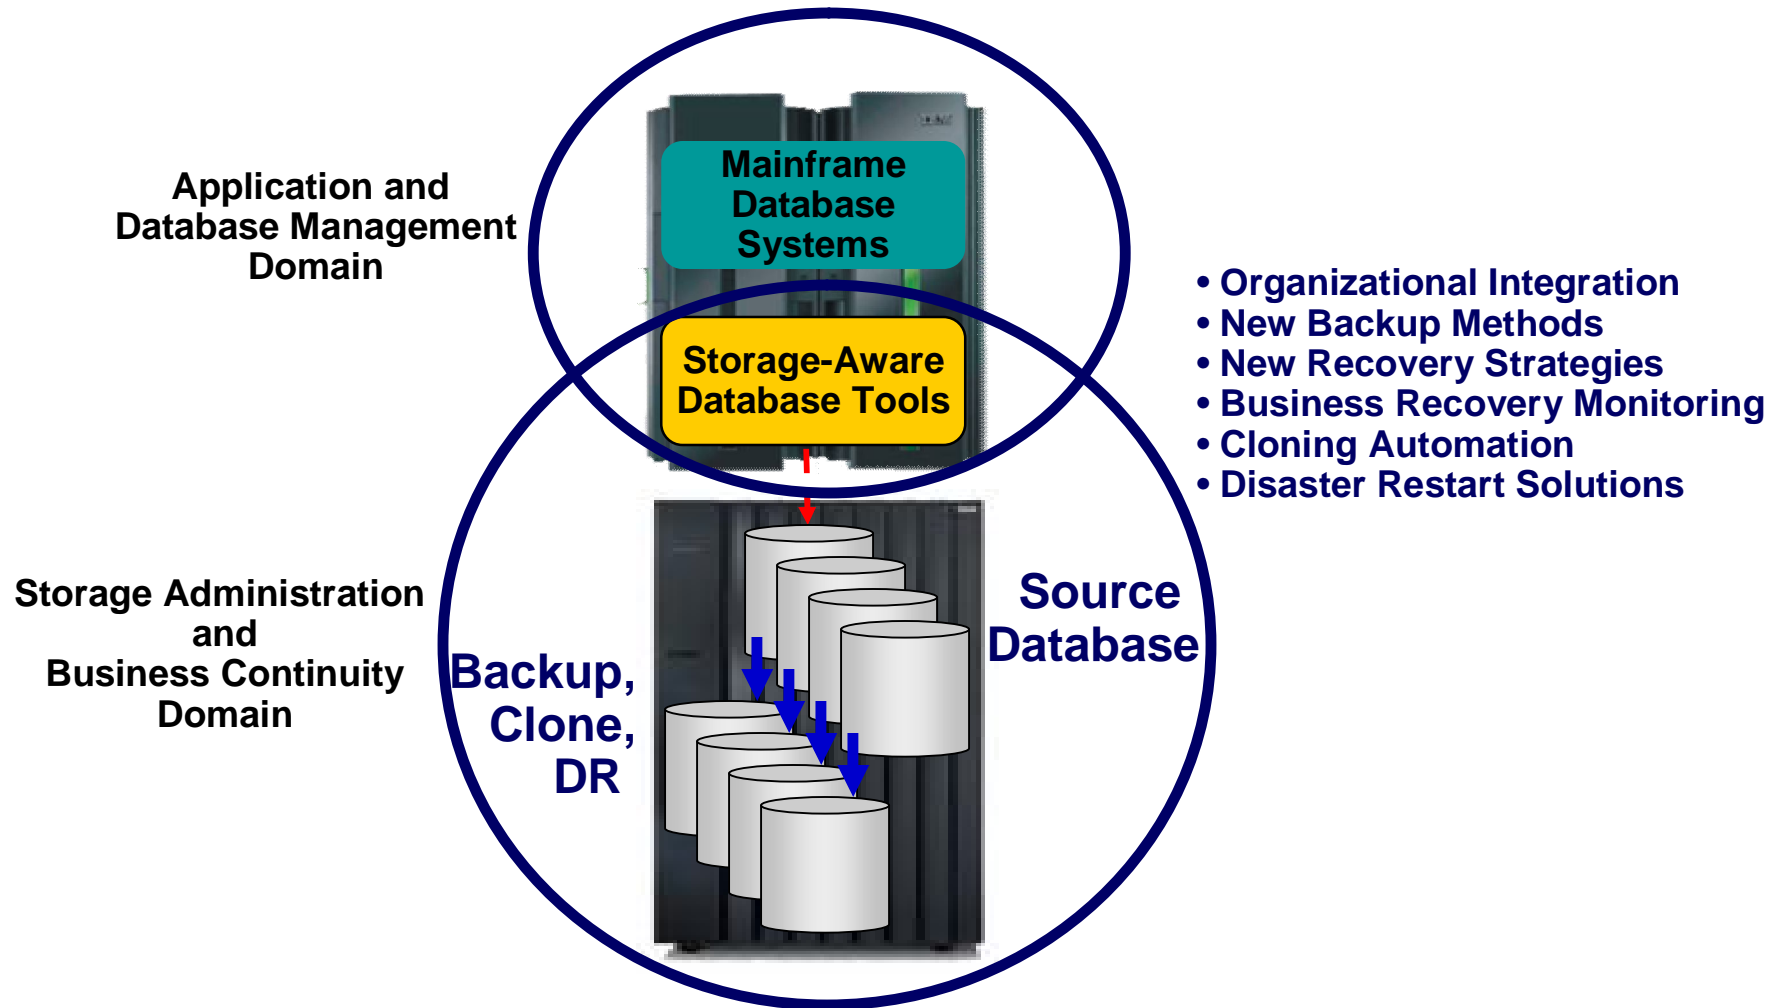 Mainframe
Database
Systems
Application and
Database Management
Domain
Storage-Aware
Database Tools
• Organizational Integration
• New Backup Methods
• New Recovery Strategies
• Business Recovery Monitoring
• Cloning Automation
• Disaster Restart Solutions
Storage Administration
and
Business Continuity
Domain
Source
Database
Backup,
Clone,
DR